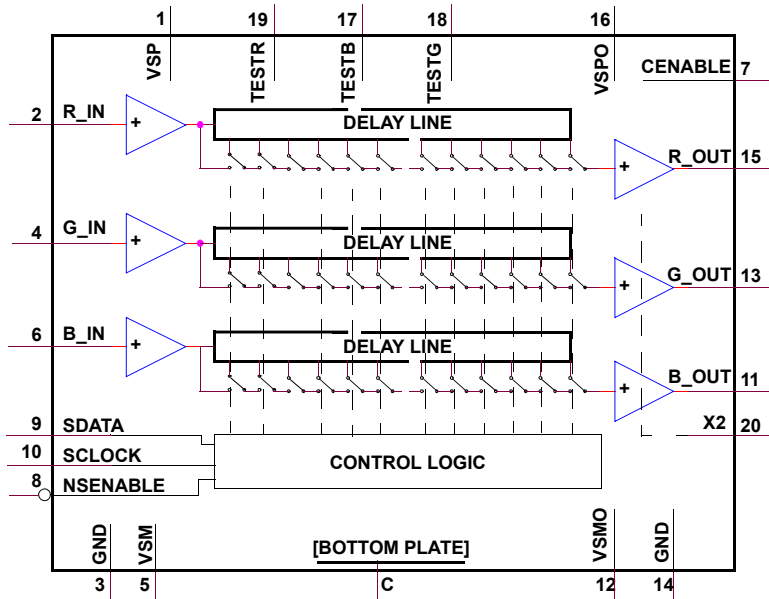 1
19
17
18
16
VSP
TESTR
TESTB
TESTG
VSPO
CENABLE 7
2 R_IN
+
DELAY LINE
+
R_OUT 15
4 G_IN
+
DELAY LINE
+
G_OUT 13
6 B_IN
+
DELAY LINE
+
B_OUT 11
9 SDATA
X2 20
10 SCLOCK
CONTROL LOGIC
8 NSENABLE
GND
VSM
[BOTTOM PLATE]
VSMO
GND
3
5
C
12
14